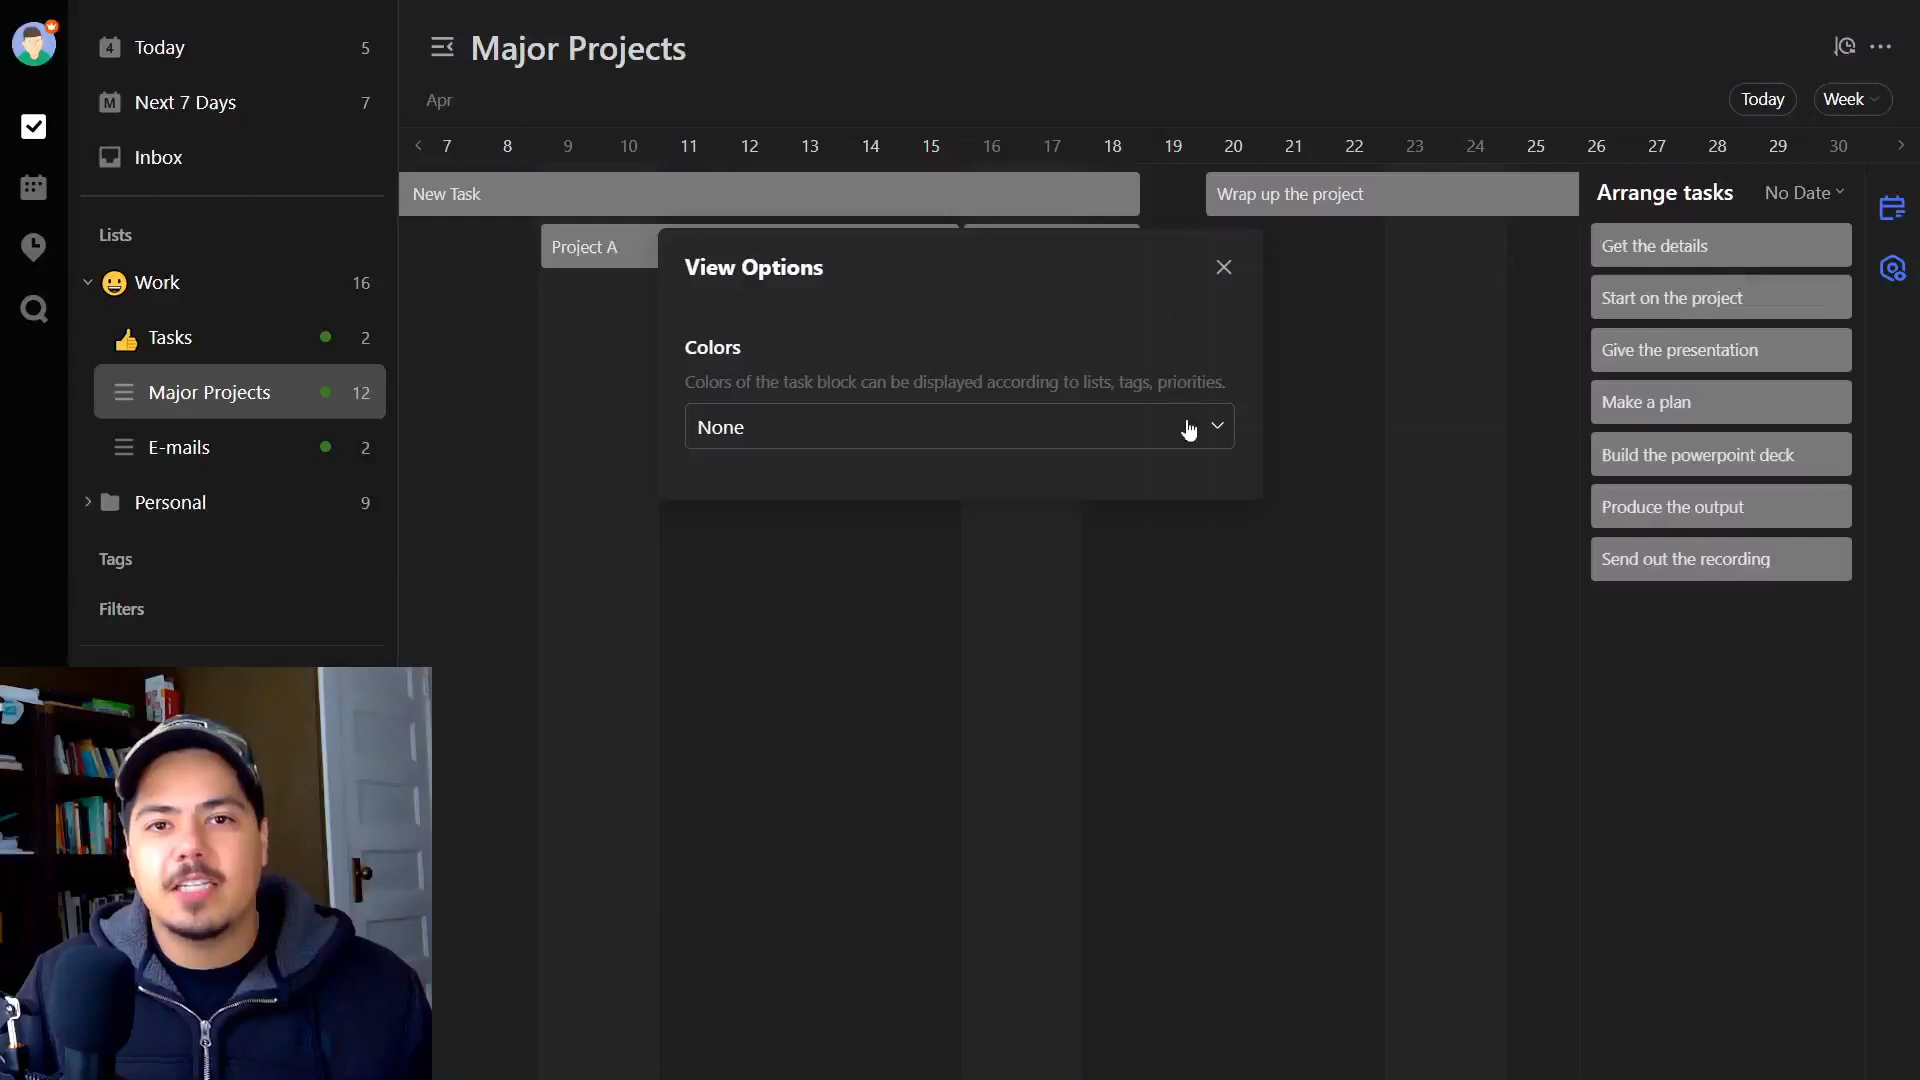 4
Today
5
M
Next 7 Days
7
Inbox
Lists
Work
16
Tasks
2
Major Projects
12
E-mails
2
Personal
9
Tags
Filters
Major Projects
Apr
Today
Week
7 8 9 10 11 12 13 14 15 16 17 18 19 20 21 22 23 24 25 26 27 28 29 30
New Task
Wrap up the project
Project A
View Options
Colors
Colors of the task block can be displayed according to lists, tags, priorities.
None
Arrange tasks
No Date
Get the details
Start on the project
Give the presentation
Make a plan
Build the powerpoint deck
Produce the output
Send out the recording